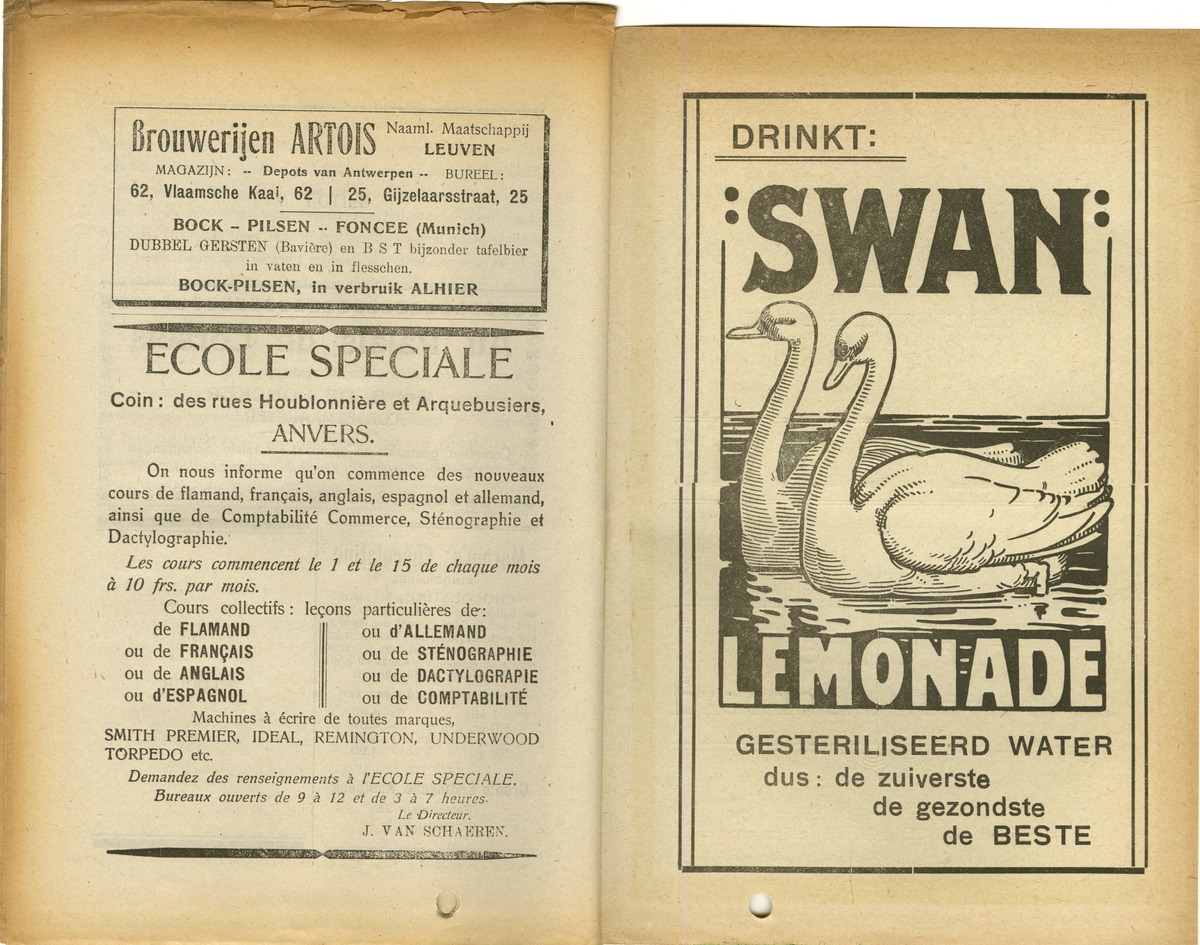 Brouwerijen ARTOIS Naaml. Maatschappij
LEUVEN
MAGAZIJN: -- Depots van Antwerpen -- BUREEL:
62, Vlaamsche Kaai, 62 | 25, Gijzelaarsstraat, 25
BOCK - PILSEN -- FONCEE (Munich)
DUBBEL GERSTEN (Bavière) en B S T bijzonder tafelbier
in vaten en in flesschen.
BOCK-PILSEN, in verbruik ALHIER
ECOLE SPECIALE
Coin: des rues Houblonnière et Arquebusiers,
ANVERS.
On nous informe qu'on commence des nouveaux
cours de flamand, français, anglais, espagnol et allemand,
ainsi que de Comptabilité Commerce, Sténographie et
Dactylographie.
Les cours commencent le 1 et le 15 de chaque mois
à 10 frs. par mois.
Cours collectifs: leçons particulières de:
de FLAMAND
ou de FRANÇAIS
ou de ANGLAIS
ou d'ESPAGNOL
ou d'ALLEMAND
ou de STÉNOGRAPHIE
ou de DACTYLOGRAPIE
ou de COMPTABILITÉ
Machines à écrire de toutes marques,
SMITH PREMIER, IDEAL, REMINGTON, UNDERWOOD
TORPEDO etc.
Demandez des renseignements à l'ECOLE SPECIALE.
Bureaux ouverts de 9 à 12 et de 3 à 7 heures.
Le Directeur.
J. VAN SCHAEREN.
DRINKT:
:SWAN:
LEMONADE
GESTERILISEERD WATER
dus: de zuiverste
de gezondste
de BESTE